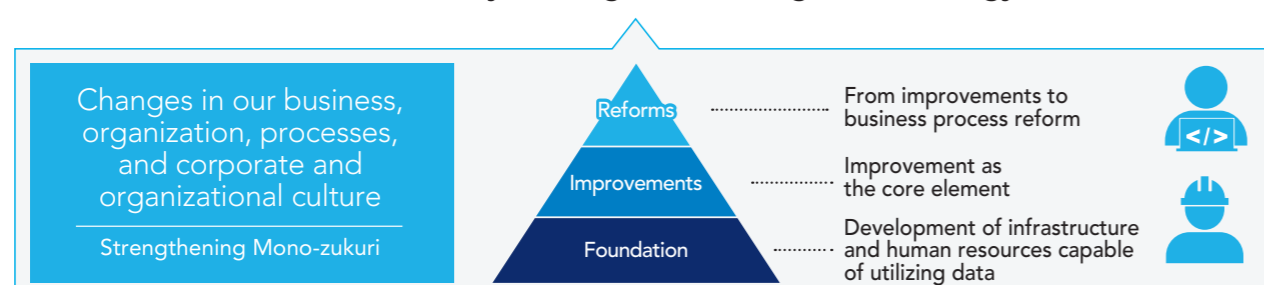 Changes in our business,
organization, processes,
and corporate and
organizational culture
Strengthening Mono-zukuri
Reforms
From improvements to
business process reform
Improvements
Improvement as
the core element
Foundation
Development of infrastructure
and human resources capable
of utilizing data
</>